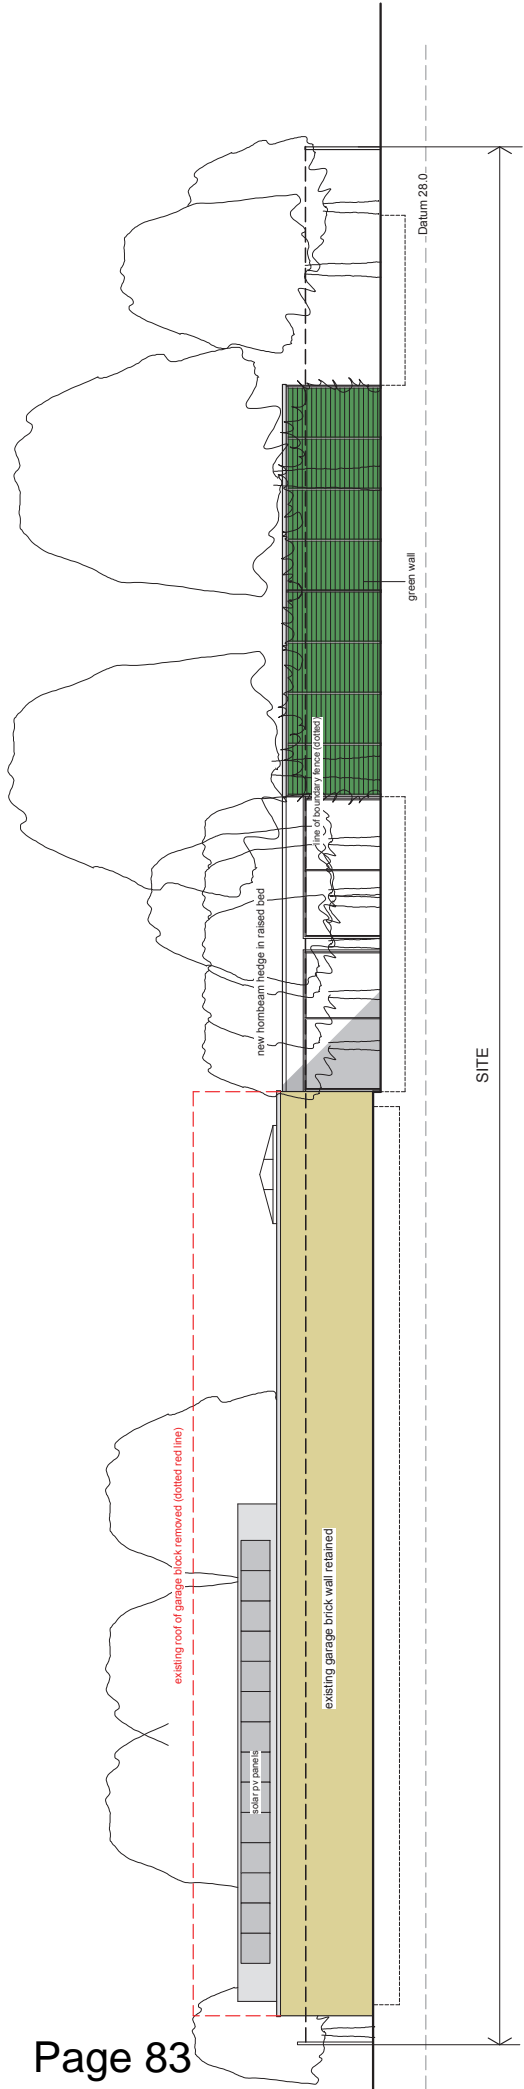 existing roof of garage block removed (dotted red line)
solar pv panels
existing garage brick wall retained
new hornbeam hedge in raised bed
line of boundary fence (dotted)
green wall
Datum 28.0
SITE
Page 83